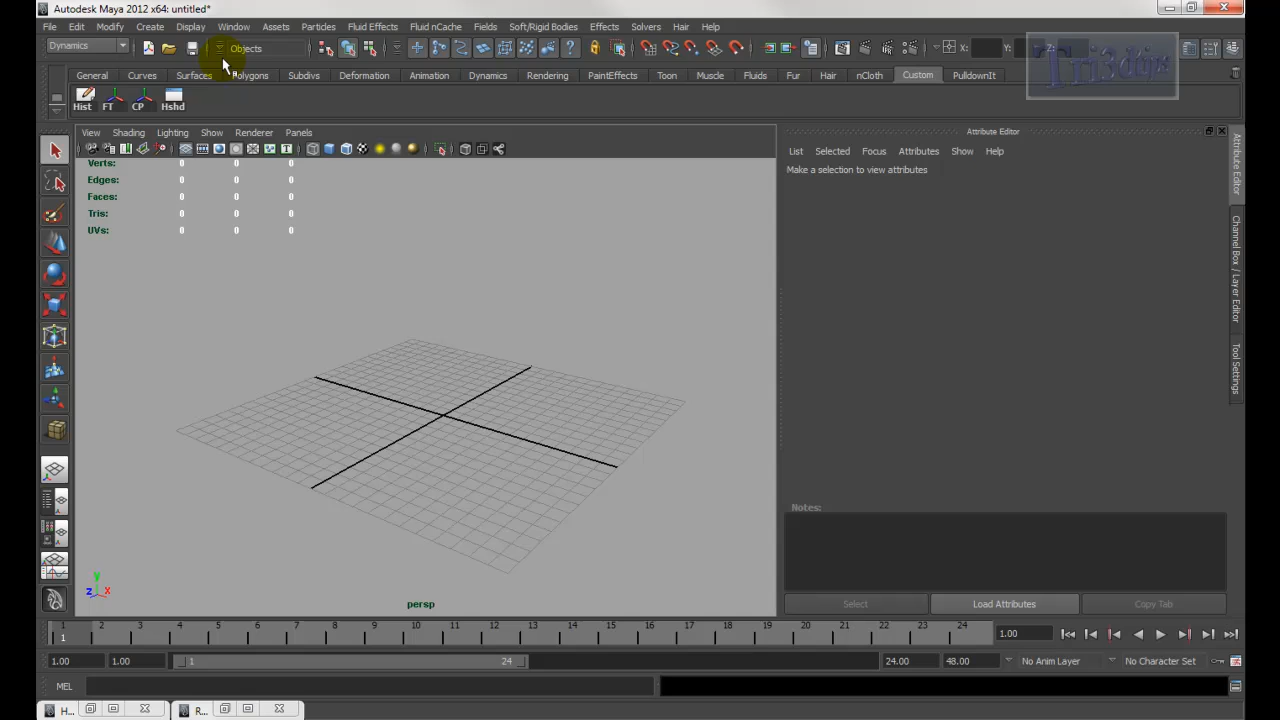 Autodesk Maya 2012 x64: untitled*
File Edit Modify Create Display Window Assets Particles Fluid Effects Fluid nCache Fields Soft/Rigid Bodies Effects Solvers Hair Help
Dynamics Objects X: Y: Z:
General Curves Surfaces Polygons Subdivs Deformation Animation Dynamics Rendering PaintEffects Toon Muscle Fluids Fur Hair nCloth Custom PulldownIt
Tri3dtips
Hist FT CP Hshd
View Shading Lighting Show Renderer Panels
Attribute Editor
List Selected Focus Attributes Show Help
Make a selection to view attributes
Verts: 0 0 0
Edges: 0 0 0
Faces: 0 0 0
Tris: 0 0 0
UVs: 0 0 0
Attribute Editor
Channel Box / Layer Editor
Tool Settings
Notes:
y
z x
persp
Select Load Attributes Copy Tab
1 2 3 4 5 6 7 8 9 10 11 12 13 14 15 16 17 18 19 20 21 22 23 24
1 1.00
1.00 1.00 1 24 24.00 48.00 No Anim Layer No Character Set
MEL
H... R...